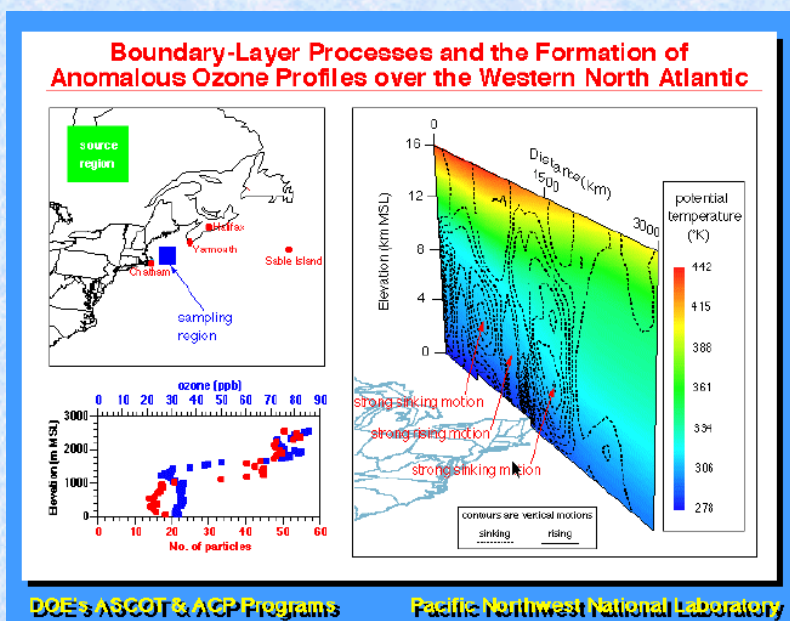 Boundary-Layer Processes and the Formation of
Anomalous Ozone Profiles over the Western North Atlantic
source
region
Halifax
Yarmouth
Sable Island
Chatham
sampling
region
ozone (ppb)
0 10 20 30 40 50 60 70 80 90
Elevation (m MSL)
3000
2000
1000
0
0 10 20 30 40 50 60
No. of particles
0
Distance (km)
1500
3000
Elevation (km MSL)
16
12
8
4
0
strong sinking motion
strong rising motion
strong sinking motion
contours are vertical motions
sinking rising
potential
temperature
(°K)
442
415
388
361
334
306
278
DOE's ASCOT & ACP Programs
Pacific Northwest National Laboratory